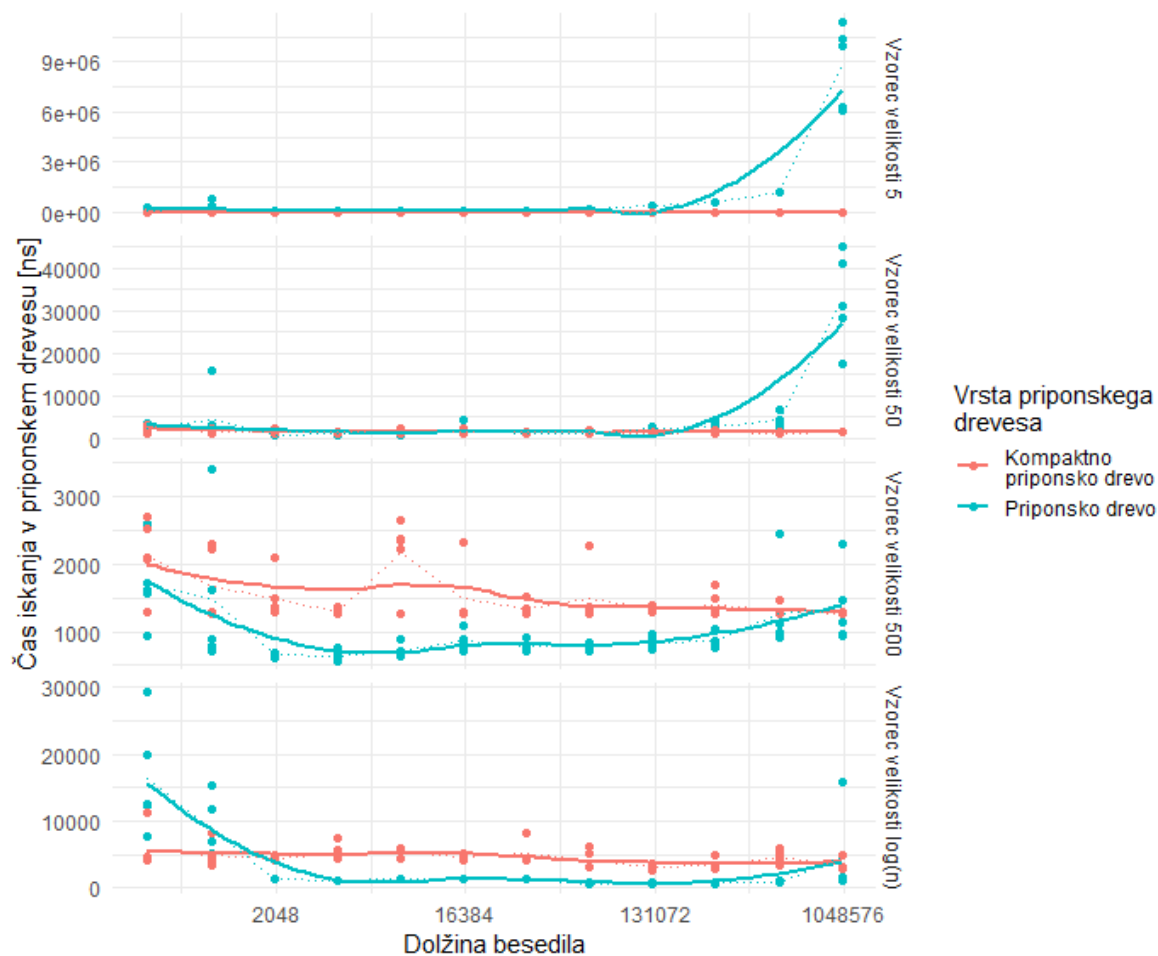 9e+06
6e+06
3e+06
0e+00
Vzorec velikosti 5
40000
30000
20000
10000
0
Vzorec velikosti 50
3000
2000
1000
Vzorec velikosti 500
30000
20000
10000
0
Vzorec velikosti log(n)
Čas iskanja v priponskem drevesu [ns]
2048
16384
131072
1048576
Dolžina besedila
Vrsta priponskega
drevesa
Kompaktno
priponsko drevo
Priponsko drevo